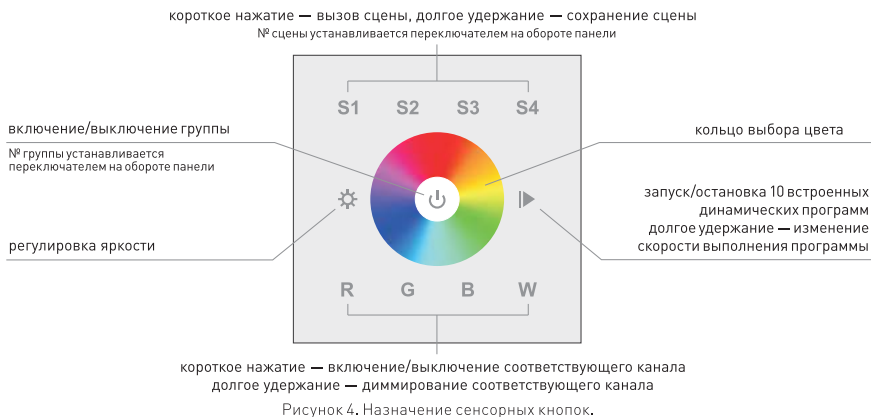 короткое нажатие — вызов сцены, долгое удержание — сохранение сцены
№ сцены устанавливается переключателем на обороте панели
S1 S2 S3 S4
включение/выключение группы
№ группы устанавливается
переключателем на обороте панели
кольцо выбора цвета
запуск/остановка 10 встроенных
динамических программ
долгое удержание — изменение
скорости выполнения программы
регулировка яркости
R G B W
короткое нажатие — включение/выключение соответствующего канала
долгое удержание — диммирование соответствующего канала
Рисунок 4. Назначение сенсорных кнопок.